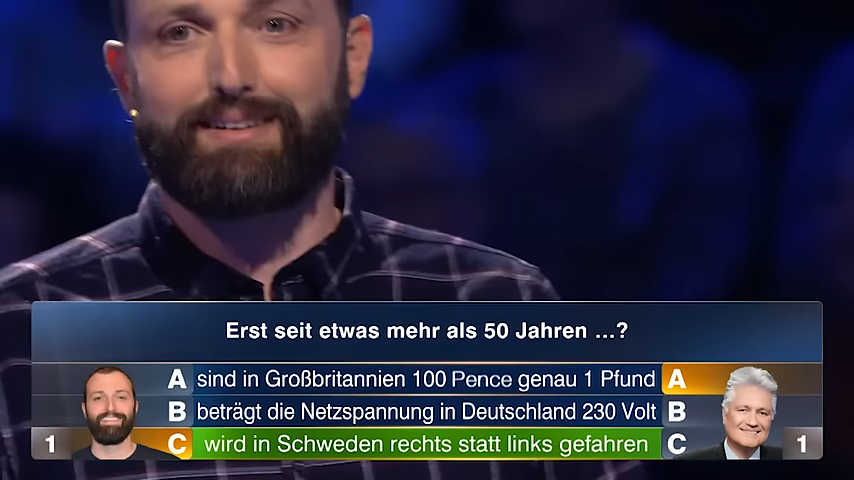 Erst seit etwas mehr als 50 Jahren ...?
A sind in Großbritannien 100 Pence genau 1 Pfund A
B beträgt die Netzspannung in Deutschland 230 Volt B
1 C wird in Schweden rechts statt links gefahren C 1